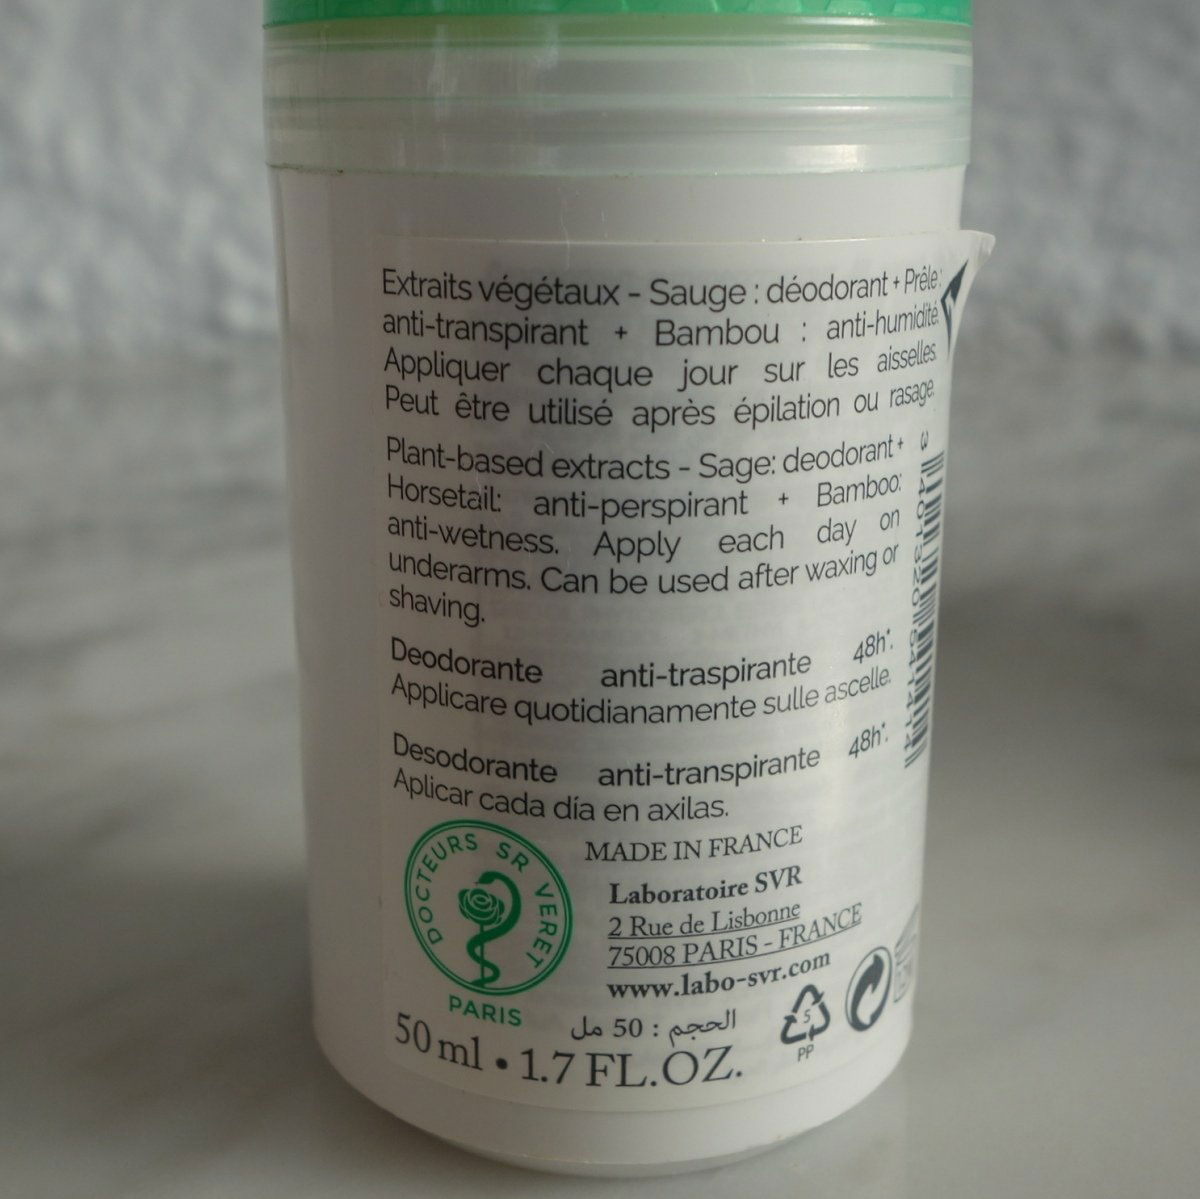 Extraits végétaux - Sauge : déodorant + Prêle :
anti-transpirant + Bambou : anti-humidité.
Appliquer chaque jour sur les aisselles.
Peut être utilisé après épilation ou rasage.
Plant-based extracts - Sage: deodorant +
Horsetail: anti-perspirant + Bamboo:
anti-wetness. Apply each day on
underarms. Can be used after waxing or
shaving.
Deodorante anti-traspirante 48h*.
Applicare quotidianamente sulle ascelle.
Desodorante anti-transpirante 48h*.
Aplicar cada día en axilas.
DOCTEURS SR VERET
PARIS
MADE IN FRANCE
Laboratoire SVR
2 Rue de Lisbonne
75008 PARIS - FRANCE
www.labo-svr.com
الحجم : 50 مل
50 ml • 1.7 FL.OZ.
5
PP